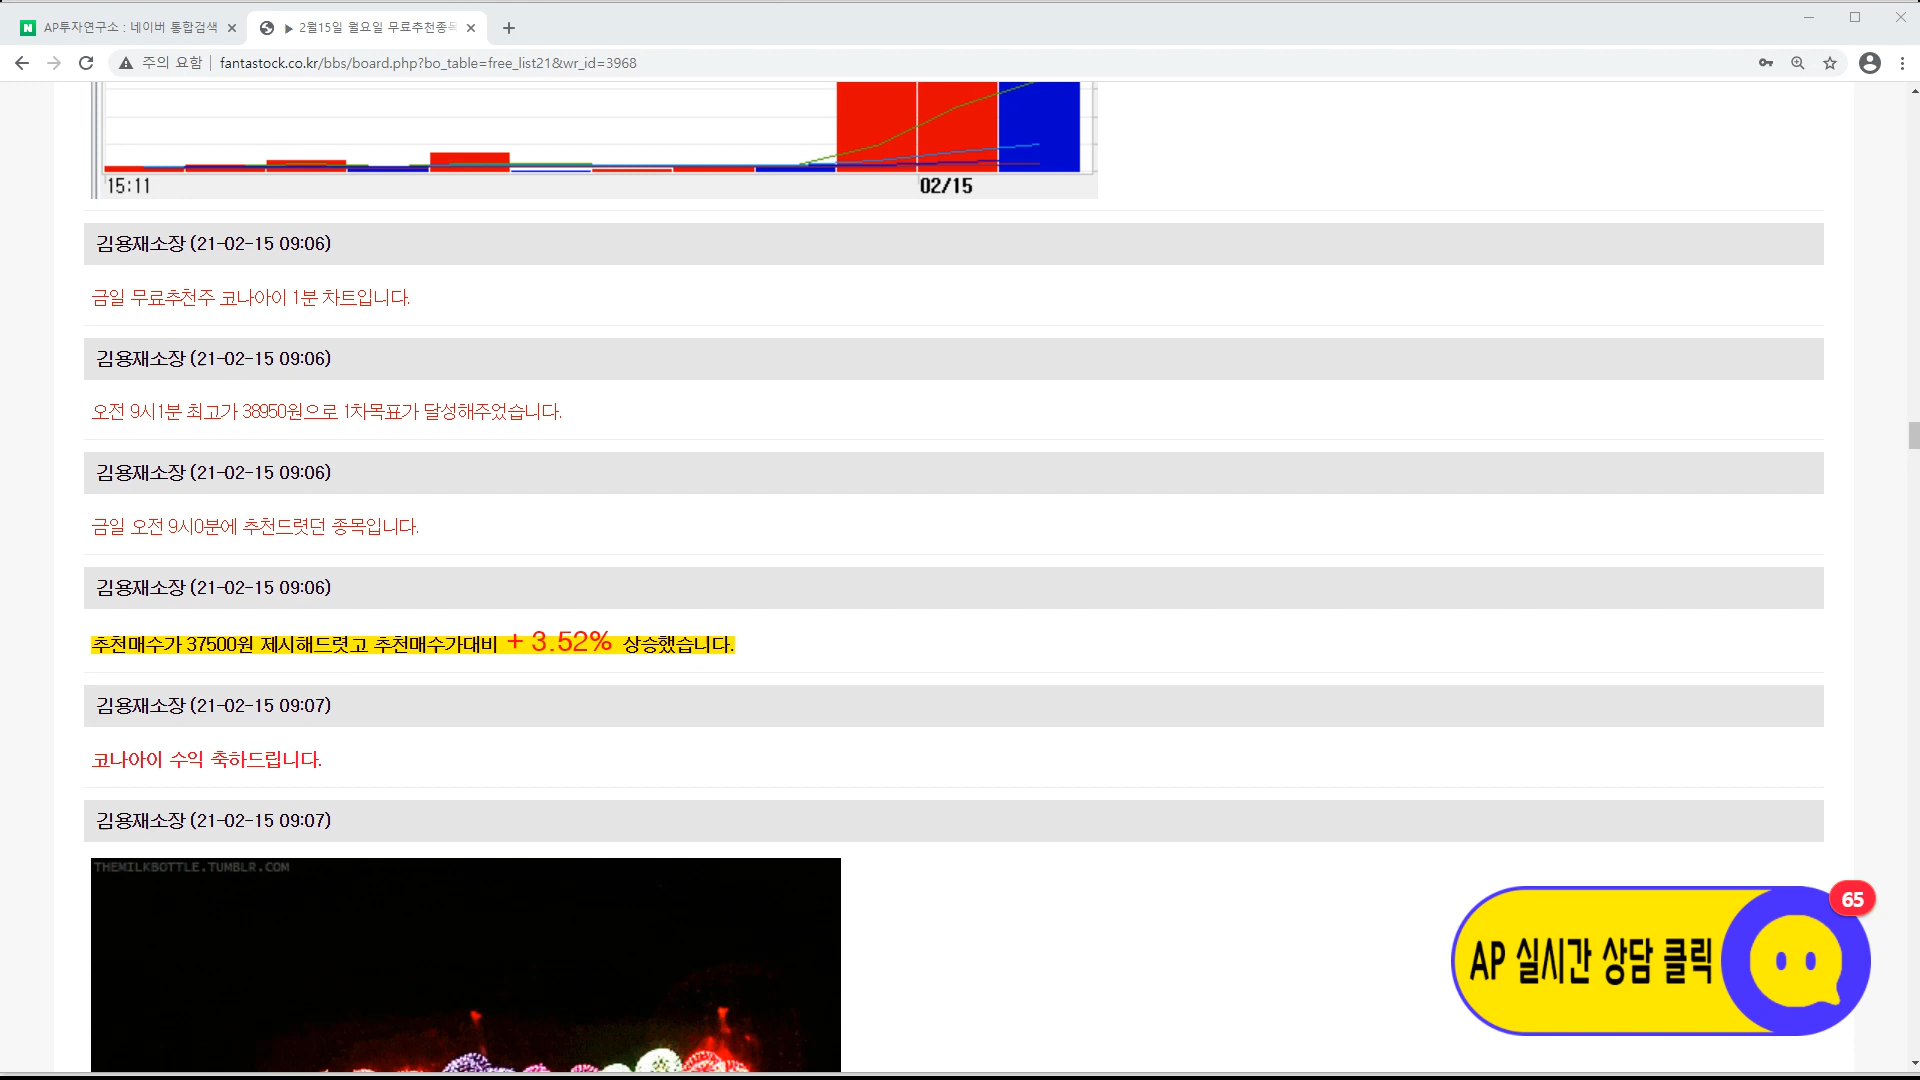 AP투자연구소 : 네이버 통합검색
▶ 2월15일 월요일 무료추천종목
주의 요함 | fantastock.co.kr/bbs/board.php?bo_table=free_list21&wr_id=3968
15:11 02/15
김용재소장 (21-02-15 09:06)
금일 무료추천주 코나아이 1분 차트입니다.
김용재소장 (21-02-15 09:06)
오전 9시1분 최고가 38950원으로 1차목표가 달성해주었습니다.
김용재소장 (21-02-15 09:06)
금일 오전 9시0분에 추천드렷던 종목입니다.
김용재소장 (21-02-15 09:06)
추천매수가 37500원 제시해드렷고 추천매수가대비 + 3.52% 상승했습니다.
김용재소장 (21-02-15 09:07)
코나아이 수익 축하드립니다.
김용재소장 (21-02-15 09:07)
THEMILKBOTTLE.TUMBLR.COM
65
AP 실시간 상담 클릭